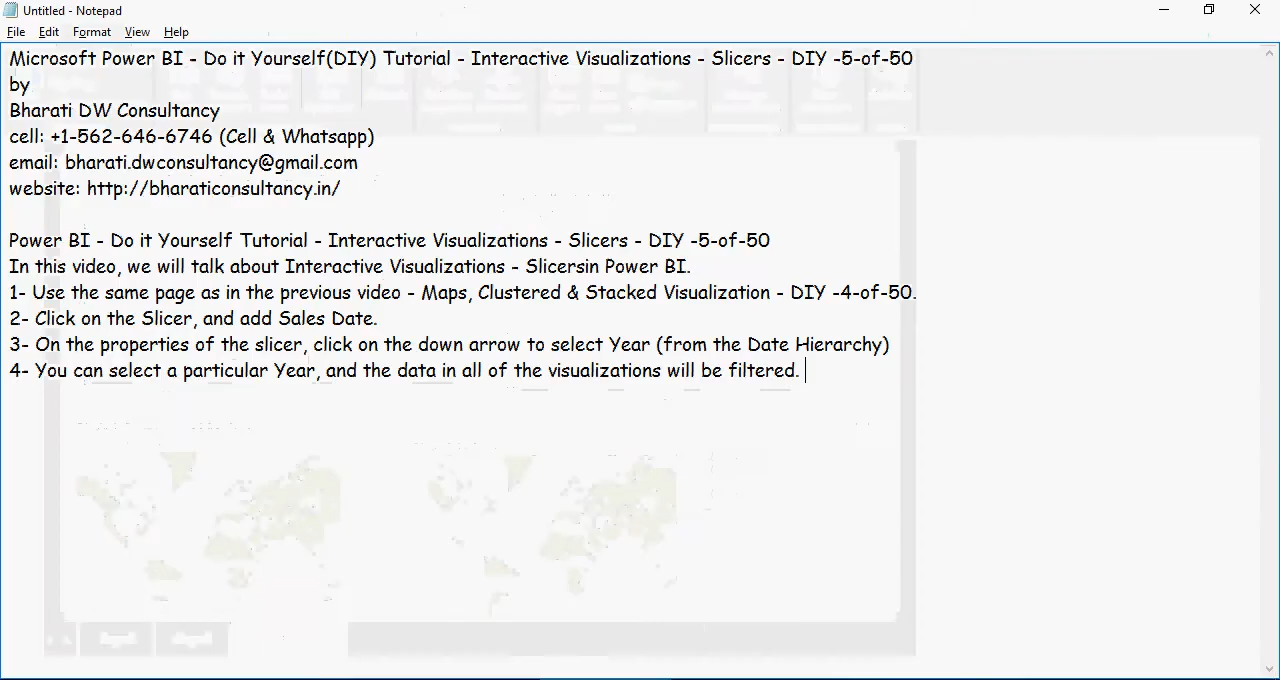 Untitled - Notepad
File Edit Format View Help
Microsoft Power BI - Do it Yourself(DIY) Tutorial - Interactive Visualizations - Slicers - DIY -5-of-50
by
Bharati DW Consultancy
cell: +1-562-646-6746 (Cell & Whatsapp)
email: bharati.dwconsultancy@gmail.com
website: http://bharaticonsultancy.in/
Power BI - Do it Yourself Tutorial - Interactive Visualizations - Slicers - DIY -5-of-50
In this video, we will talk about Interactive Visualizations - Slicersin Power BI.
1- Use the same page as in the previous video - Maps, Clustered & Stacked Visualization - DIY -4-of-50.
2- Click on the Slicer, and add Sales Date.
3- On the properties of the slicer, click on the down arrow to select Year (from the Date Hierarchy)
4- You can select a particular Year, and the data in all of the visualizations will be filtered.